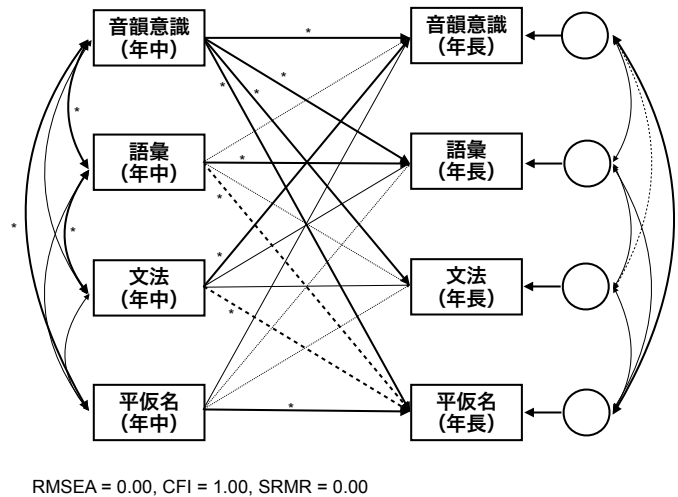 音韻意識
（年中）
音韻意識
（年長）
*
*
*
*
*
語彙
（年中）
語彙
（年長）
*
*
*
*
*
文法
（年中）
文法
（年長）
*
平仮名
（年中）
平仮名
（年長）
*
RMSEA = 0.00, CFI = 1.00, SRMR = 0.00